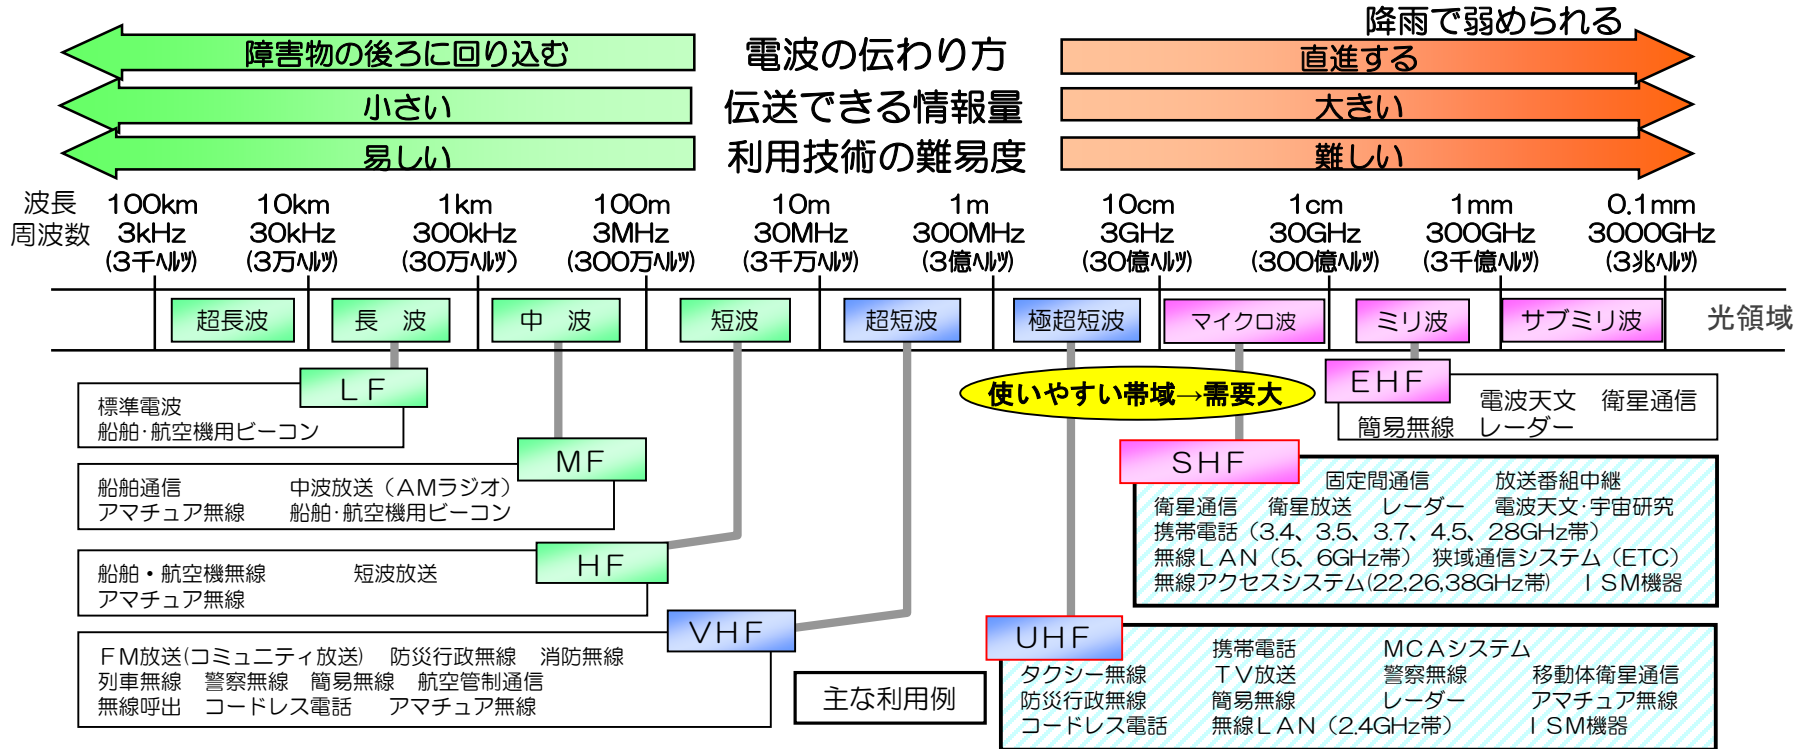 降雨で弱められる
障害物の後ろに回り込む 電波の伝わり方 直進する
小さい 伝送できる情報量 大きい
易しい 利用技術の難易度 難しい
波長 100km 10km 1km 100m 10m 1m 10cm 1cm 1mm 0.1mm
周波数 3kHz 30kHz 300kHz 3MHz 30MHz 300MHz 3GHz 30GHz 300GHz 3000GHz
(3千ヘルツ) (3万ヘルツ) (30万ヘルツ) (300万ヘルツ) (3千万ヘルツ) (3億ヘルツ) (30億ヘルツ) (300億ヘルツ) (3千億ヘルツ) (3兆ヘルツ)
超長波 長 波 中 波 短波 超短波 極超短波 マイクロ波 ミリ波 サブミリ波 光領域
LF
標準電波
船舶・航空機用ビーコン
使いやすい帯域→需要大
EHF
電波天文 衛星通信
簡易無線 レーダー
MF
船舶通信 中波放送（AMラジオ）
アマチュア無線 船舶・航空機用ビーコン
SHF
固定間通信 放送番組中継
衛星通信 衛星放送 レーダー 電波天文・宇宙研究
携帯電話（3.4、3.5、3.7、4.5、28GHz帯）
無線LAN（5、6GHz帯） 狭域通信システム（ETC）
無線アクセスシステム(22,26,38GHz帯) ISM機器
HF
船舶・航空機無線 短波放送
アマチュア無線
VHF
FM放送(コミュニティ放送) 防災行政無線 消防無線
列車無線 警察無線 簡易無線 航空管制通信
無線呼出 コードレス電話 アマチュア無線
主な利用例
UHF
携帯電話 MCAシステム
タクシー無線 TV放送 警察無線 移動体衛星通信
防災行政無線 簡易無線 レーダー アマチュア無線
コードレス電話 無線LAN（2.4GHz帯） ISM機器